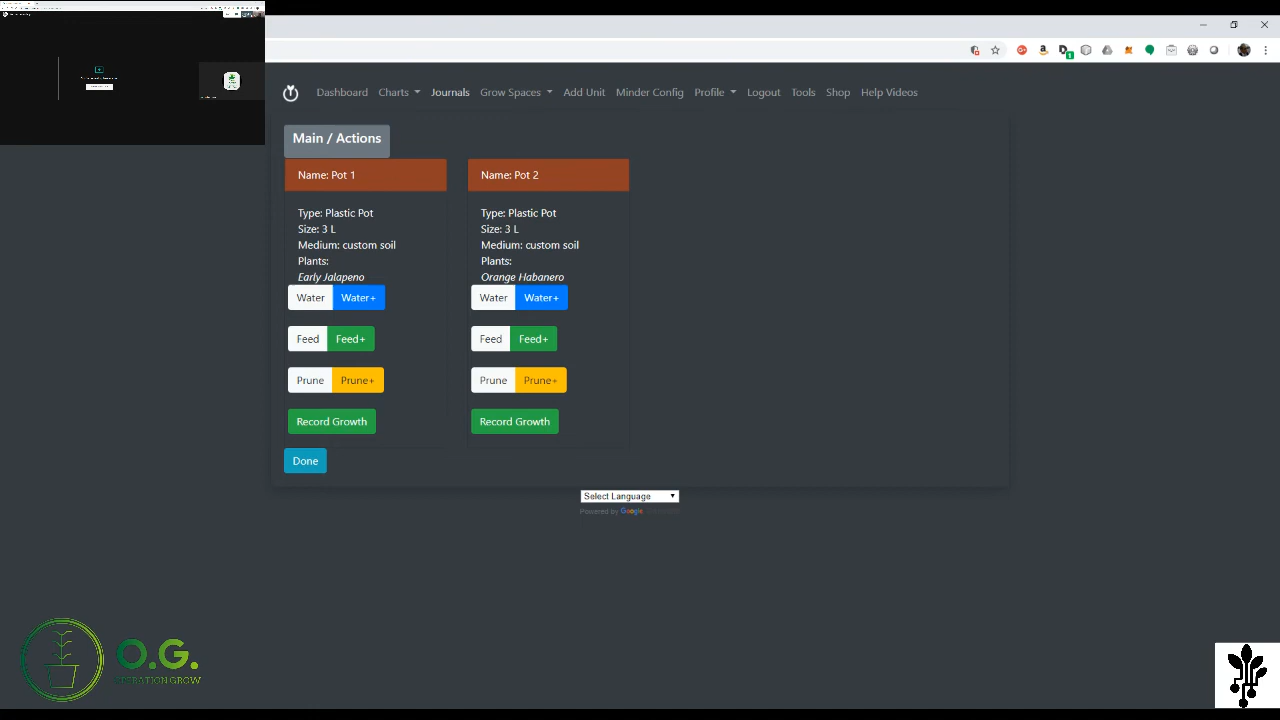 Dashboard Charts Journals Grow Spaces Add Unit Minder Config Profile Logout Tools Shop Help Videos
Main / Actions
Name: Pot 1
Type: Plastic Pot
Size: 3 L
Medium: custom soil
Plants:
Early Jalapeno
Water Water+
Feed Feed+
Prune Prune+
Record Growth
Name: Pot 2
Type: Plastic Pot
Size: 3 L
Medium: custom soil
Plants:
Orange Habanero
Water Water+
Feed Feed+
Prune Prune+
Record Growth
Done
Select Language
Powered by Google
O.G.
1